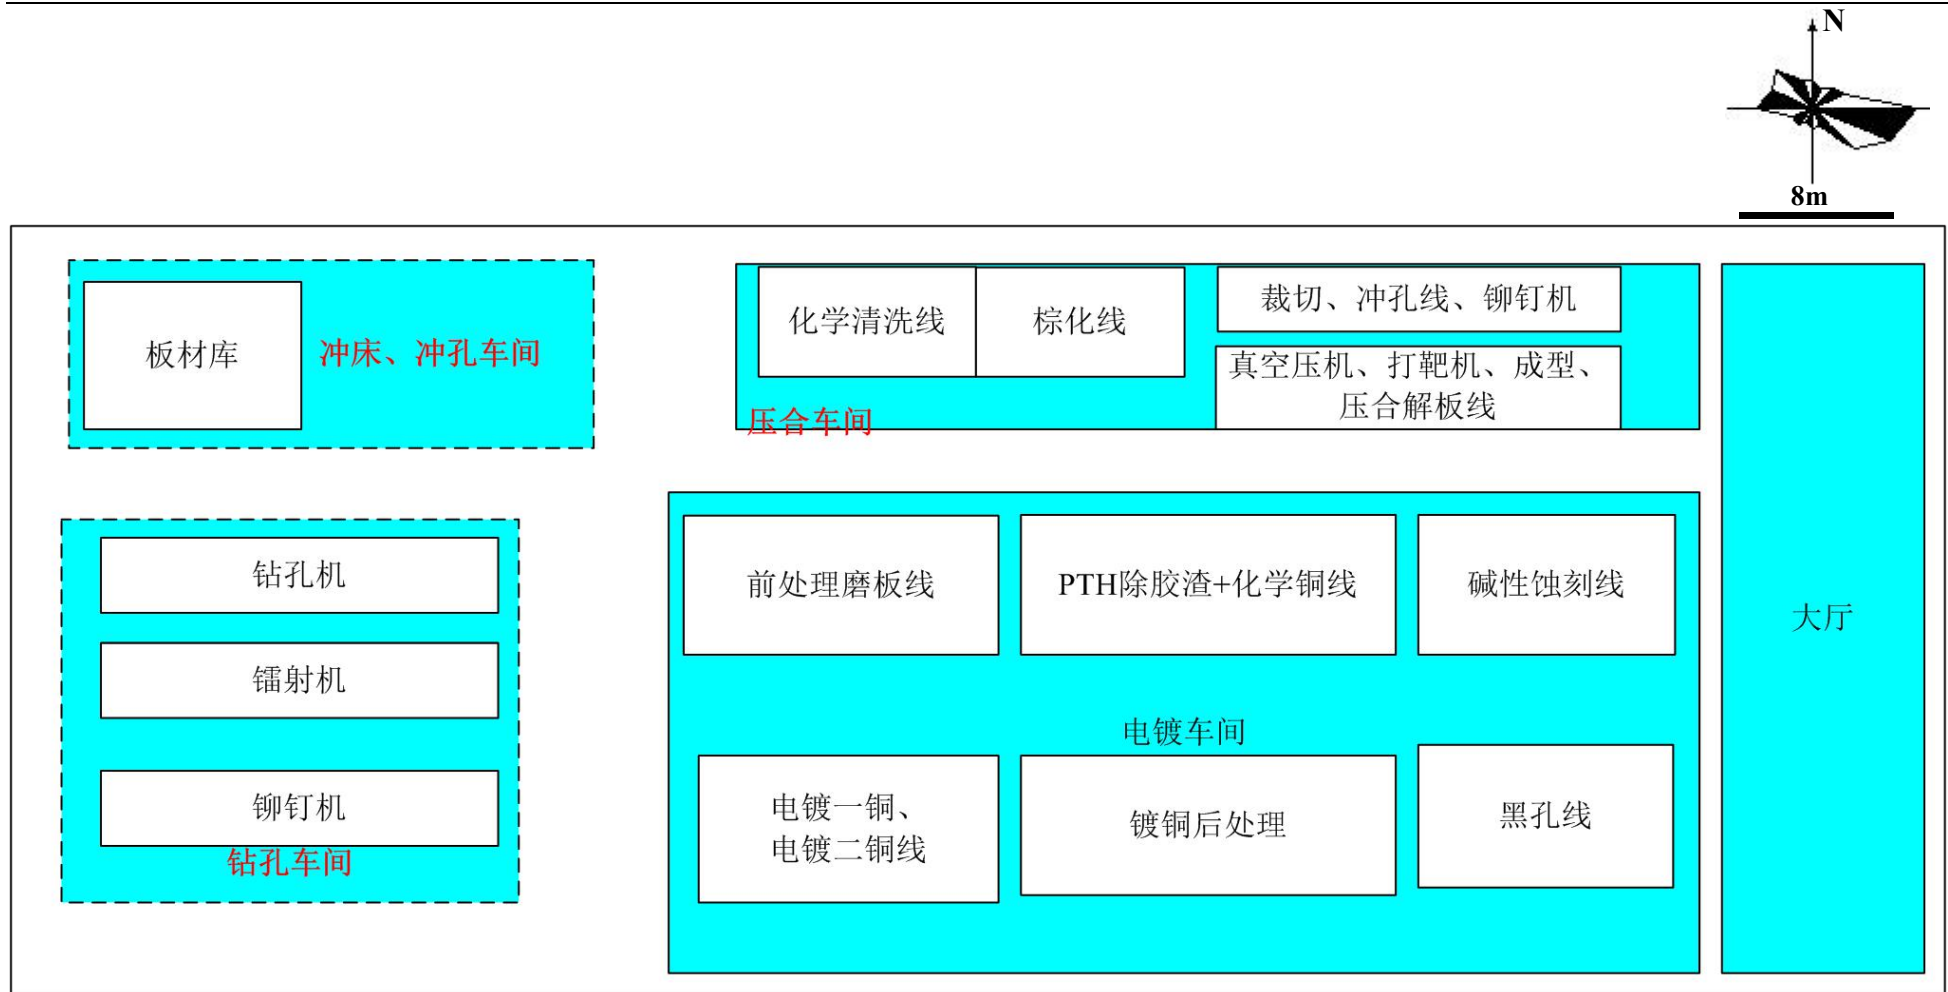 N
8m
板材库
冲床、冲孔车间
化学清洗线
棕化线
裁切、冲孔线、铆钉机
真空压机、打靶机、成型、
压合解板线
压合车间
钻孔机
镭射机
铆钉机
钻孔车间
前处理磨板线
PTH除胶渣+化学铜线
碱性蚀刻线
电镀车间
电镀一铜、
电镀二铜线
镀铜后处理
黑孔线
大厅